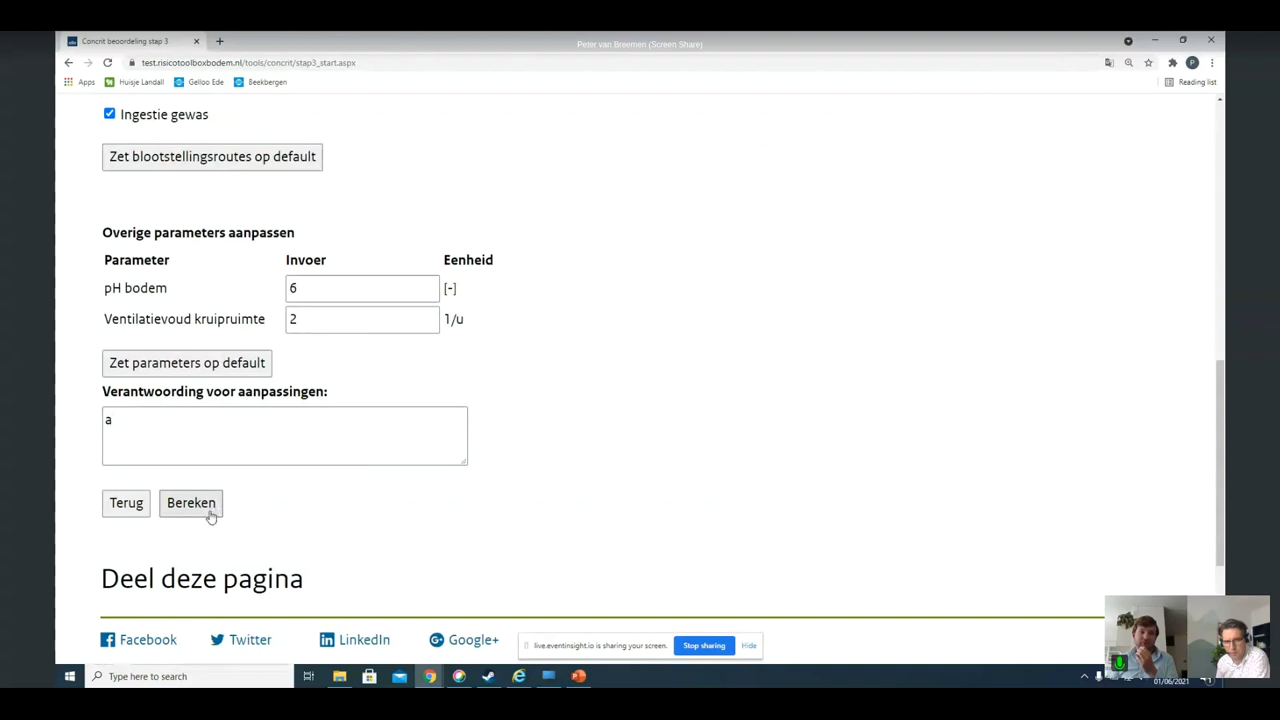 Concrit beoordeling stap 3
Peter van Breemen (Screen Share)
test.risicotoolboxbodem.nl/tools/concrit/stap3_start.aspx
P
Apps Huisje Landall Gelloo Ede Beekbergen Reading list
Ingestie gewas
Zet blootstellingsroutes op default
Overige parameters aanpassen
Parameter Invoer Eenheid
pH bodem 6 [-]
Ventilatievoud kruipruimte 2 1/u
Zet parameters op default
Verantwoording voor aanpassingen:
a
Terug Bereken
Deel deze pagina
Facebook Twitter LinkedIn Google+
live.eventinsight.io is sharing your screen. Stop sharing Hide
Type here to search
01/06/2021